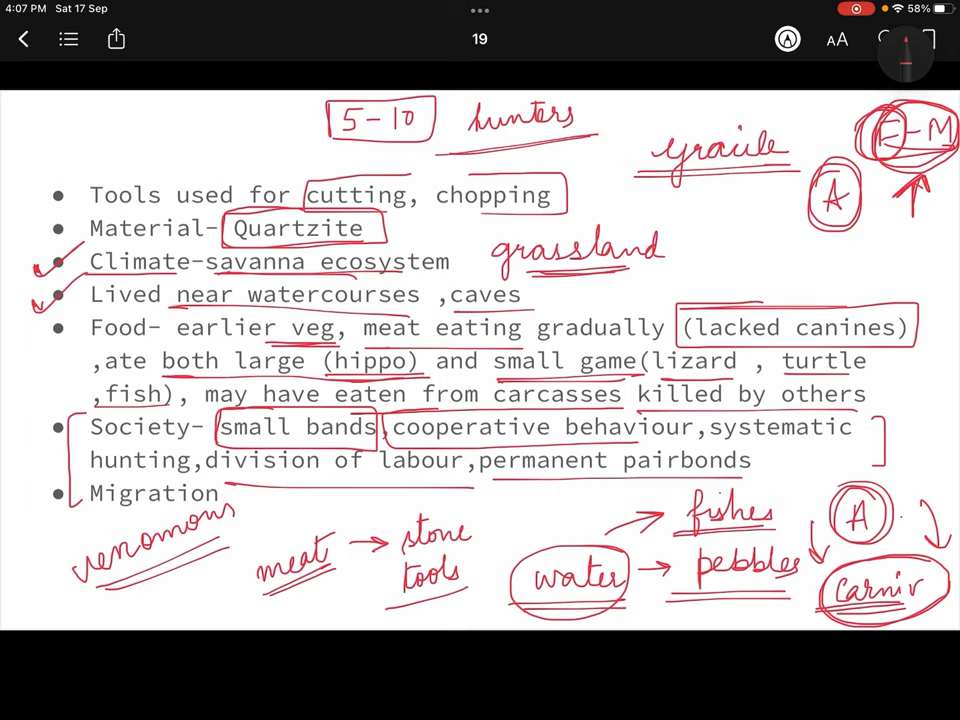 4:07 PM Sat 17 Sep
58%
19
AA
5-10 hunters
gracile
E-M
A
• Tools used for cutting, chopping
• Material- Quartzite
• Climate-savanna ecosystem
grassland
• Lived near watercourses ,caves
• Food- earlier veg, meat eating gradually (lacked canines)
,ate both large (hippo) and small game(lizard , turtle
,fish), may have eaten from carcasses killed by others
• Society- small bands,cooperative behaviour,systematic
hunting,division of labour,permanent pairbonds
• Migration
venomous
meat → stone
tools
water → fishes
→ pebbles
A
carniv